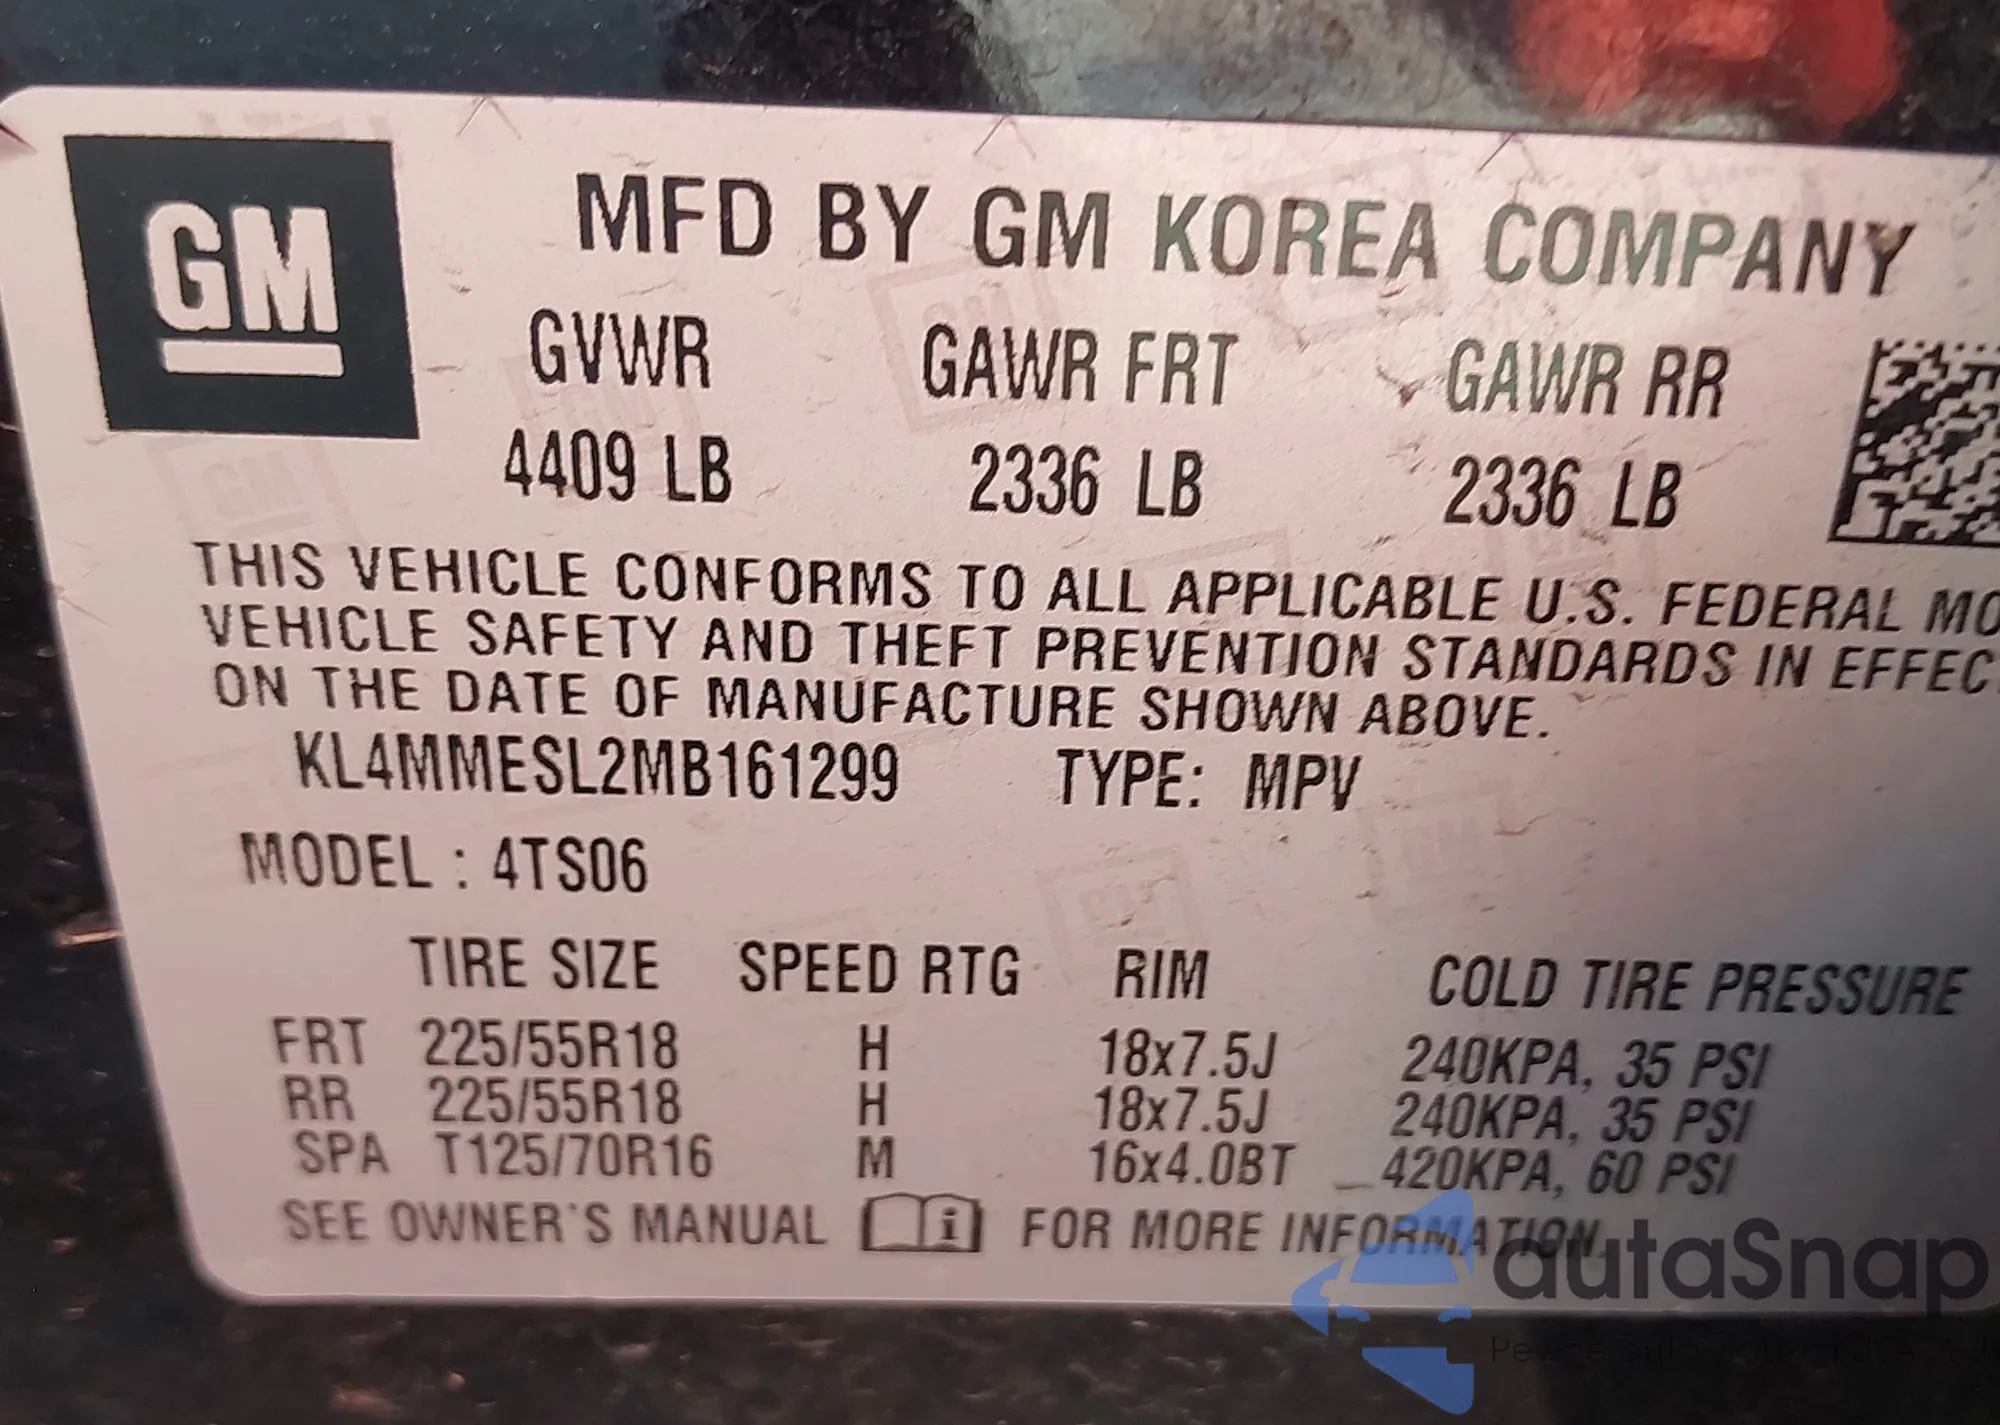 GM
MFD BY GM KOREA COMPANY
GVWR GAWR FRT GAWR RR
4409 LB 2336 LB 2336 LB
THIS VEHICLE CONFORMS TO ALL APPLICABLE U.S. FEDERAL MO
VEHICLE SAFETY AND THEFT PREVENTION STANDARDS IN EFFEC
ON THE DATE OF MANUFACTURE SHOWN ABOVE.
KL4MMESL2MB161299 TYPE: MPV
MODEL : 4TS06
TIRE SIZE SPEED RTG RIM COLD TIRE PRESSURE
FRT 225/55R18 H 18x7.5J 240KPA, 35 PSI
RR 225/55R18 H 18x7.5J 240KPA, 35 PSI
SPA T125/70R16 M 16x4.0BT 420KPA, 60 PSI
SEE OWNER'S MANUAL i FOR MORE INFORMATION.
autaSnap